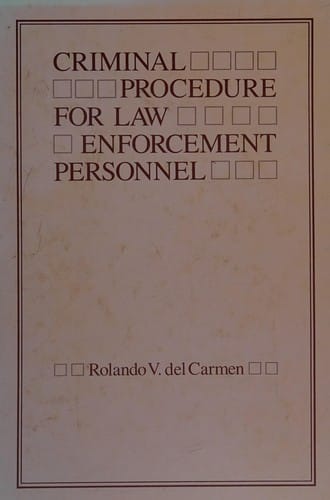 CRIMINAL
PROCEDURE
FOR LAW
ENFORCEMENT
PERSONNEL
Rolando V. del Carmen